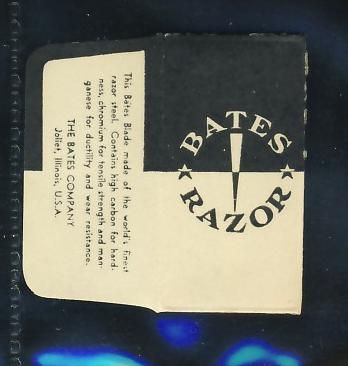 BATES
RAZOR
This Bates Blade made of the world's finest
razor steel. Contains high carbon for hard-
ness, chromium for tensile strength and man-
ganese for ductility and wear resistance.
THE BATES COMPANY
Joliet, Illinois, U.S.A.